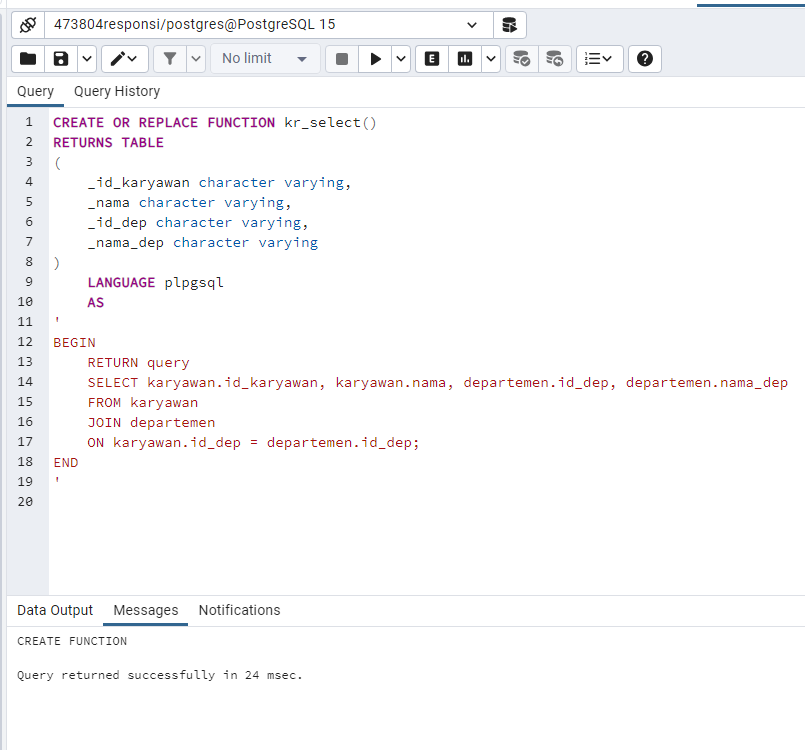 473804responsi/postgres@PostgreSQL 15
No limit
E
Query Query History
1 CREATE OR REPLACE FUNCTION kr_select()
2 RETURNS TABLE
3 (
4     _id_karyawan character varying,
5     _nama character varying,
6     _id_dep character varying,
7     _nama_dep character varying
8 )
9     LANGUAGE plpgsql
10     AS
11 '
12 BEGIN
13     RETURN query
14     SELECT karyawan.id_karyawan, karyawan.nama, departemen.id_dep, departemen.nama_dep
15     FROM karyawan
16     JOIN departemen
17     ON karyawan.id_dep = departemen.id_dep;
18 END
19 '
20
Data Output Messages Notifications
CREATE FUNCTION
Query returned successfully in 24 msec.